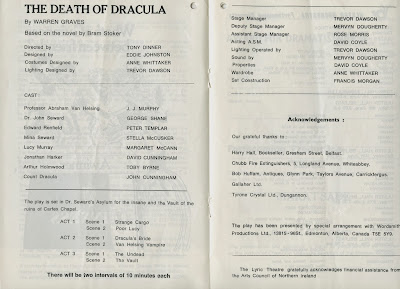 THE DEATH OF DRACULA
By WARREN GRAVES
Based on the novel by Bram Stoker
Directed by TONY DINNER
Designed by EDDIE JOHNSTON
Costumes Designed by ANNE WHITTAKER
Lighting Designed by TREVOR DAWSON
CAST:
Professor Abraham Van Helsing J. J. MURPHY
Dr. John Seward GEORGE SHANE
Edward Renfield PETER TEMPLAR
Miss Seward STELLA McCUSKER
Lucy Murray MARGARET McCANN
Jonathan Harker DAVID CUNNINGHAM
Arthur Holmwood TOBY BYRNE
Count Dracula JOHN CUNNINGHAM
The play is set in Dr. Seward's Asylum for the insane and the Vault of the
ruins of Carfax Chapel.
ACT 1 Scene 1 Strange Cargo
Scene 2 Poor Lucy
ACT 2 Scene 1 Dracula's Bride
Scene 2 Van Helsing Vampire
ACT 3 Scene 1 The Undead
Scene 2 The Vault
There will be two intervals of 10 minutes each
Stage Manager TREVOR DAWSON
Deputy Stage Manager MERVYN DOUGHERTY
Assistant Stage Manager ROSE MORRIS
Acting A.S.M. DAVID COYLE
Lighting Operated by TREVOR DAWSON
Sound by MERVYN DOUGHERTY
Properties DAVID COYLE
Wardrobe ANNE WHITTAKER
Set Construction FRANCIS MORGAN
Acknowledgements :
Our grateful thanks to
Harry Hall, Bookseller, Gresham Street, Belfast.
Chubb Fire Extinguishers, 5, Longland Avenue, Whiteabbey.
Bob Huffam, Antiques, Glynn Park, Taylors Avenue, Carrickfergus.
Gallaher Ltd.
Tyrone Crystal Ltd., Dungannon.
The play has been presented by special arrangement with Wordsmith
Productions Ltd., Edmonton, Alberta, Canada T5E 5Y9.
The Lyric Theatre gratefully acknowledges financial assistance from
the Arts Council of Northern Ireland